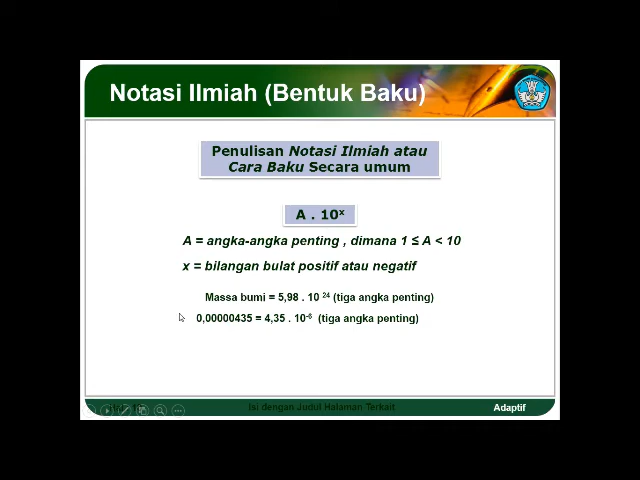 Notasi Ilmiah (Bentuk Baku)
Penulisan Notasi Ilmiah atau
Cara Baku Secara umum
A . 10ˣ
A = angka-angka penting , dimana 1 ≤ A < 10
x = bilangan bulat positif atau negatif
Massa bumi = 5,98 . 10 ²⁴ (tiga angka penting)
0,00000435 = 4,35 . 10⁻⁶ (tiga angka penting)
Isi dengan Judul Halaman Terkait
Adaptif